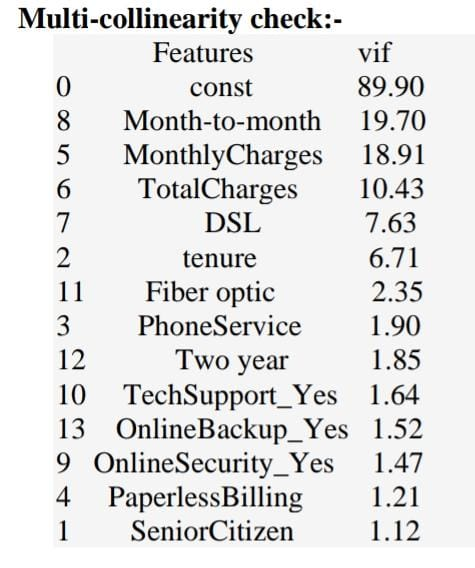 Multi-collinearity check:-
Features vif
0 const 89.90
8 Month-to-month 19.70
5 MonthlyCharges 18.91
6 TotalCharges 10.43
7 DSL 7.63
2 tenure 6.71
11 Fiber optic 2.35
3 PhoneService 1.90
12 Two year 1.85
10 TechSupport_Yes 1.64
13 OnlineBackup_Yes 1.52
9 OnlineSecurity_Yes 1.47
4 PaperlessBilling 1.21
1 SeniorCitizen 1.12